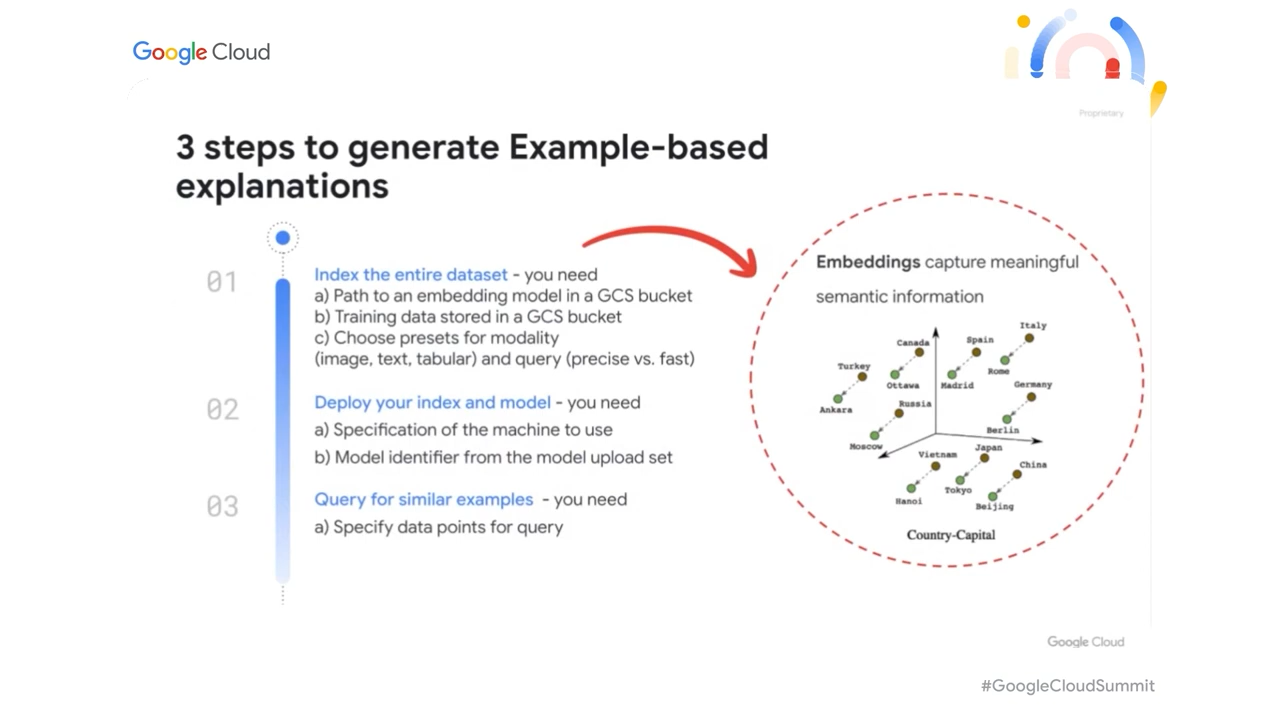 Google Cloud
Proprietary
3 steps to generate Example-based
explanations
01
Index the entire dataset - you need
a) Path to an embedding model in a GCS bucket
b) Training data stored in a GCS bucket
c) Choose presets for modality
(image, text, tabular) and query (precise vs. fast)
02
Deploy your index and model - you need
a) Specification of the machine to use
b) Model identifier from the model upload set
03
Query for similar examples - you need
a) Specify data points for query
Embeddings capture meaningful
semantic information
Italy
Canada
Spain
Turkey
Rome
Ottawa
Madrid
Germany
Ankara
Russia
Berlin
Moscow
Vietnam
Japan
China
Hanoi
Tokyo
Beijing
Country-Capital
Google Cloud
#GoogleCloudSummit